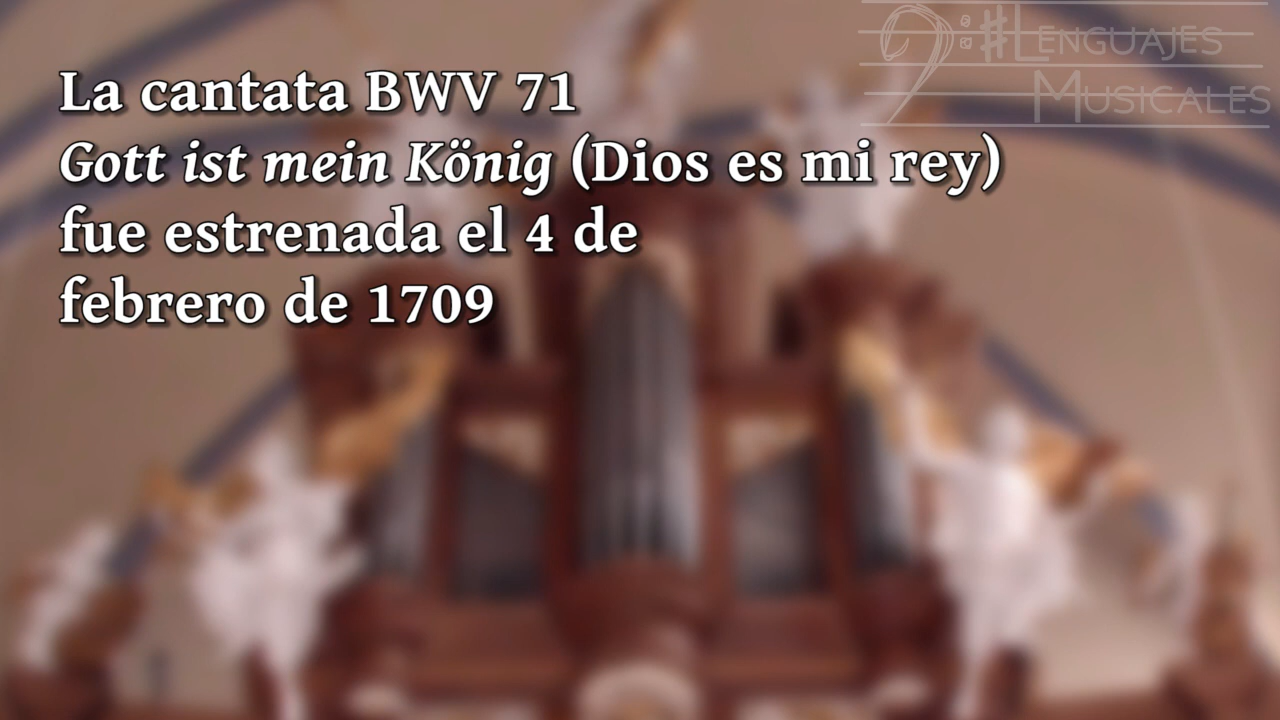 #LENGUAJES
MUSICALES
La cantata BWV 71
Gott ist mein König (Dios es mi rey)
fue estrenada el 4 de
febrero de 1709